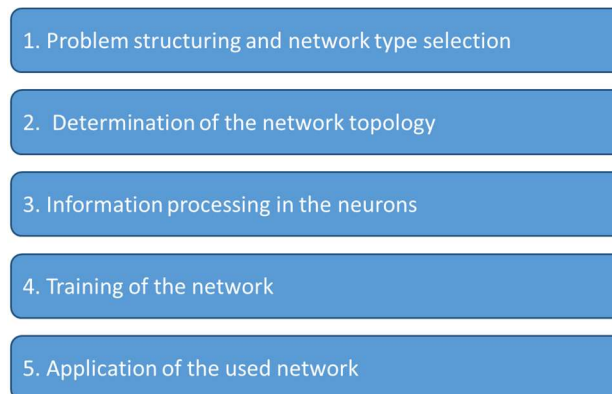 1. Problem structuring and network type selection
2. Determination of the network topology
3. Information processing in the neurons
4. Training of the network
5. Application of the used network